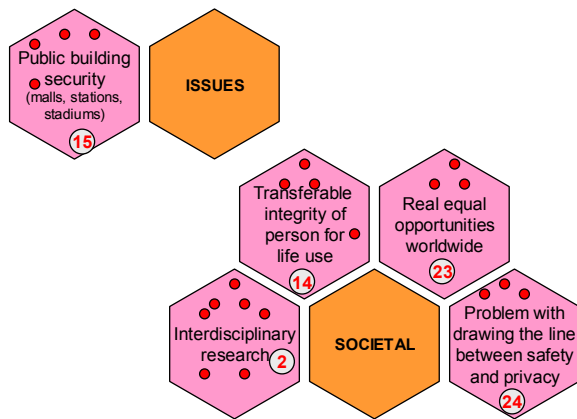 Public building
security
(malls, stations,
stadiums)
15
ISSUES
Transferable
integrity of
person for
life use
14
Real equal
opportunities
worldwide
23
Interdisciplinary
research
2
SOCIETAL
Problem with
drawing the line
between safety
and privacy
24